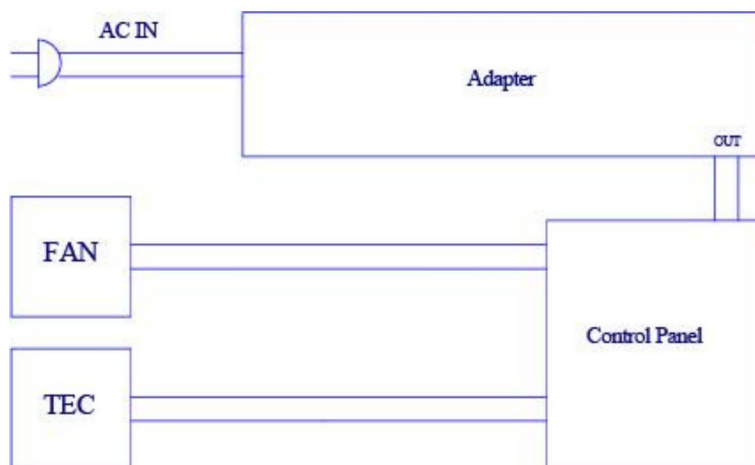 AC IN
Adapter
OUT
FAN
Control Panel
TEC